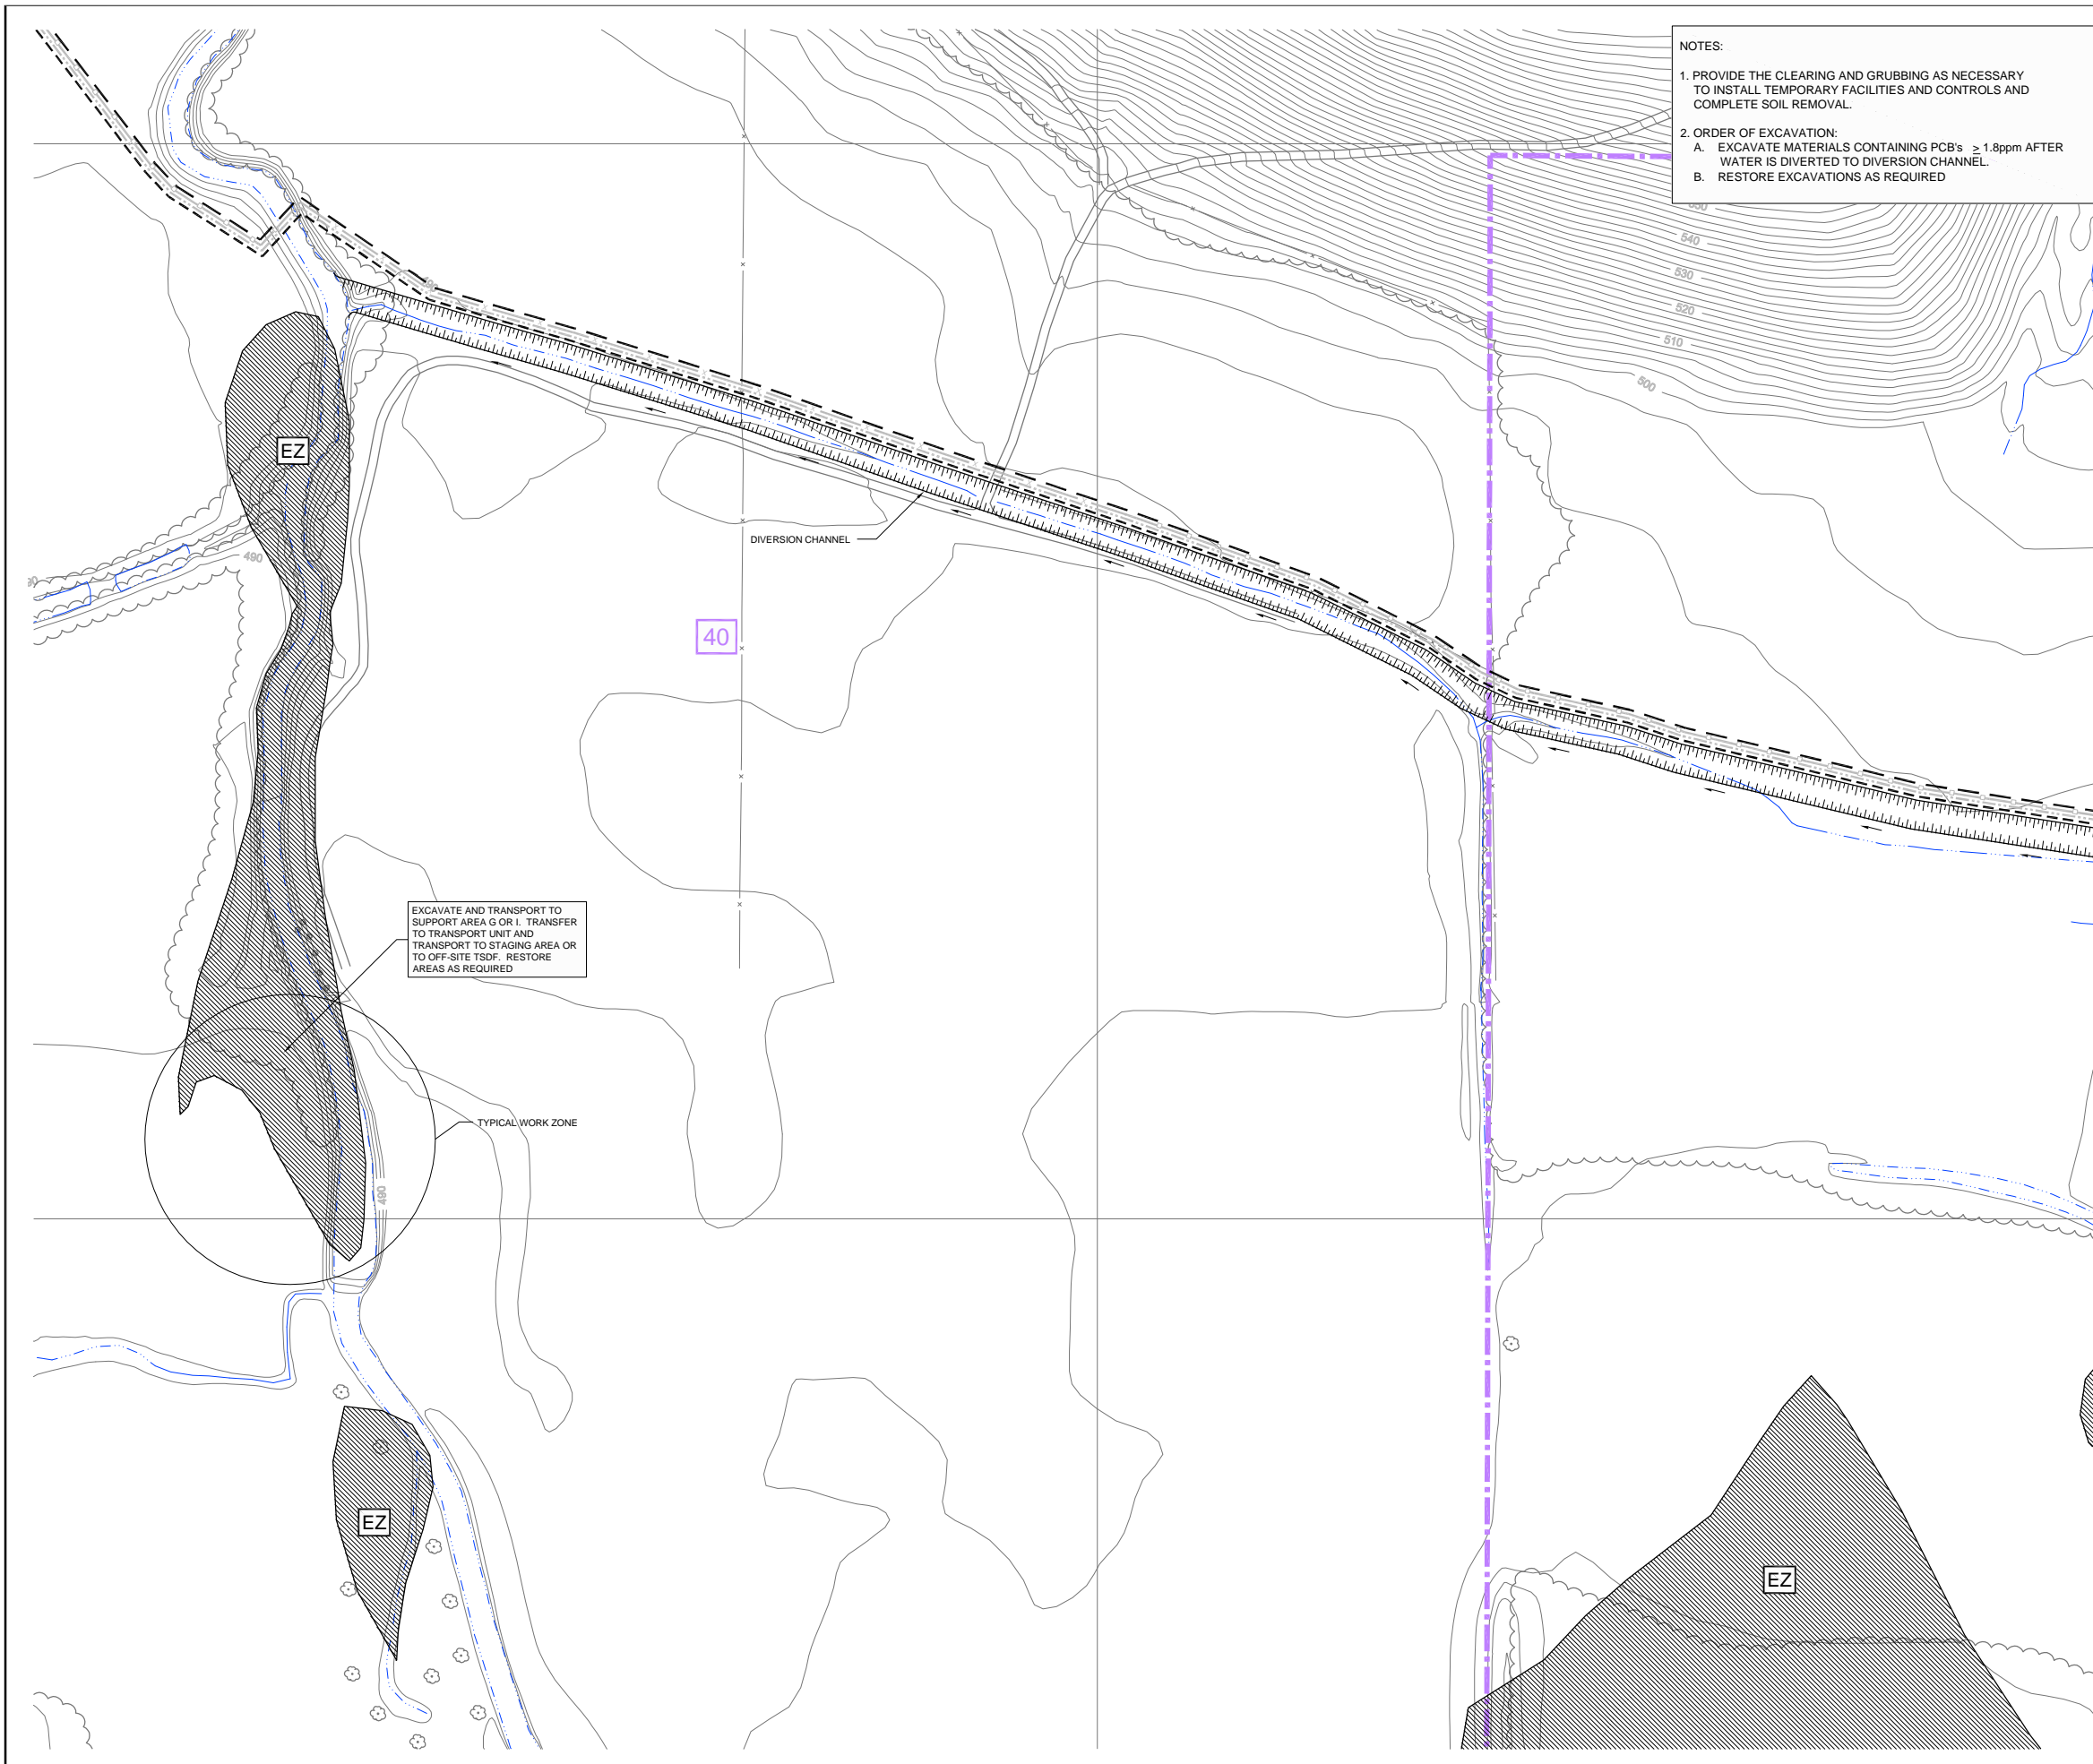 NOTES:
1. PROVIDE THE CLEARING AND GRUBBING AS NECESSARY
TO INSTALL TEMPORARY FACILITIES AND CONTROLS AND
COMPLETE SOIL REMOVAL.
2. ORDER OF EXCAVATION:
A. EXCAVATE MATERIALS CONTAINING PCB's ≥ 1.8ppm AFTER
WATER IS DIVERTED TO DIVERSION CHANNEL.
B. RESTORE EXCAVATIONS AS REQUIRED
540
530
520
510
500
490
EZ
DIVERSION CHANNEL
490
40
EXCAVATE AND TRANSPORT TO
SUPPORT AREA G OR I. TRANSFER
TO TRANSPORT UNIT AND
TRANSPORT TO STAGING AREA OR
TO OFF-SITE TSDF. RESTORE
AREAS AS REQUIRED
TYPICAL WORK ZONE
490
EZ
EZ